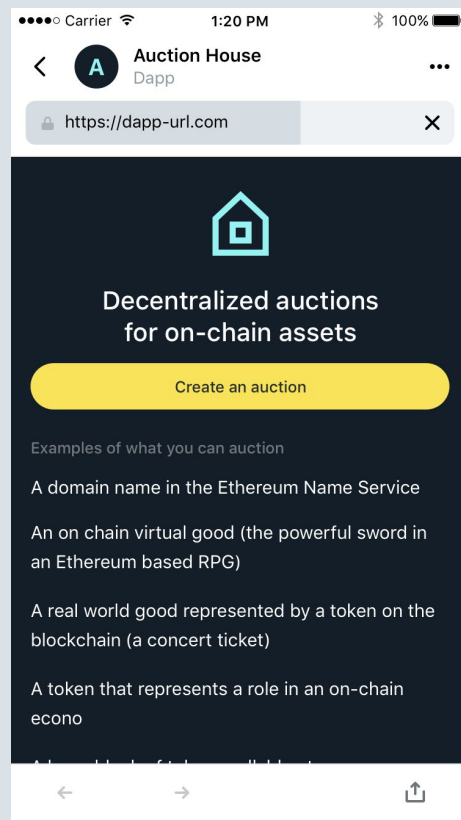 Carrier 1:20 PM 100%
A
Auction House
Dapp
https://dapp-url.com
Decentralized auctions
for on-chain assets
Create an auction
Examples of what you can auction
A domain name in the Ethereum Name Service
An on chain virtual good (the powerful sword in
an Ethereum based RPG)
A real world good represented by a token on the
blockchain (a concert ticket)
A token that represents a role in an on-chain
econo